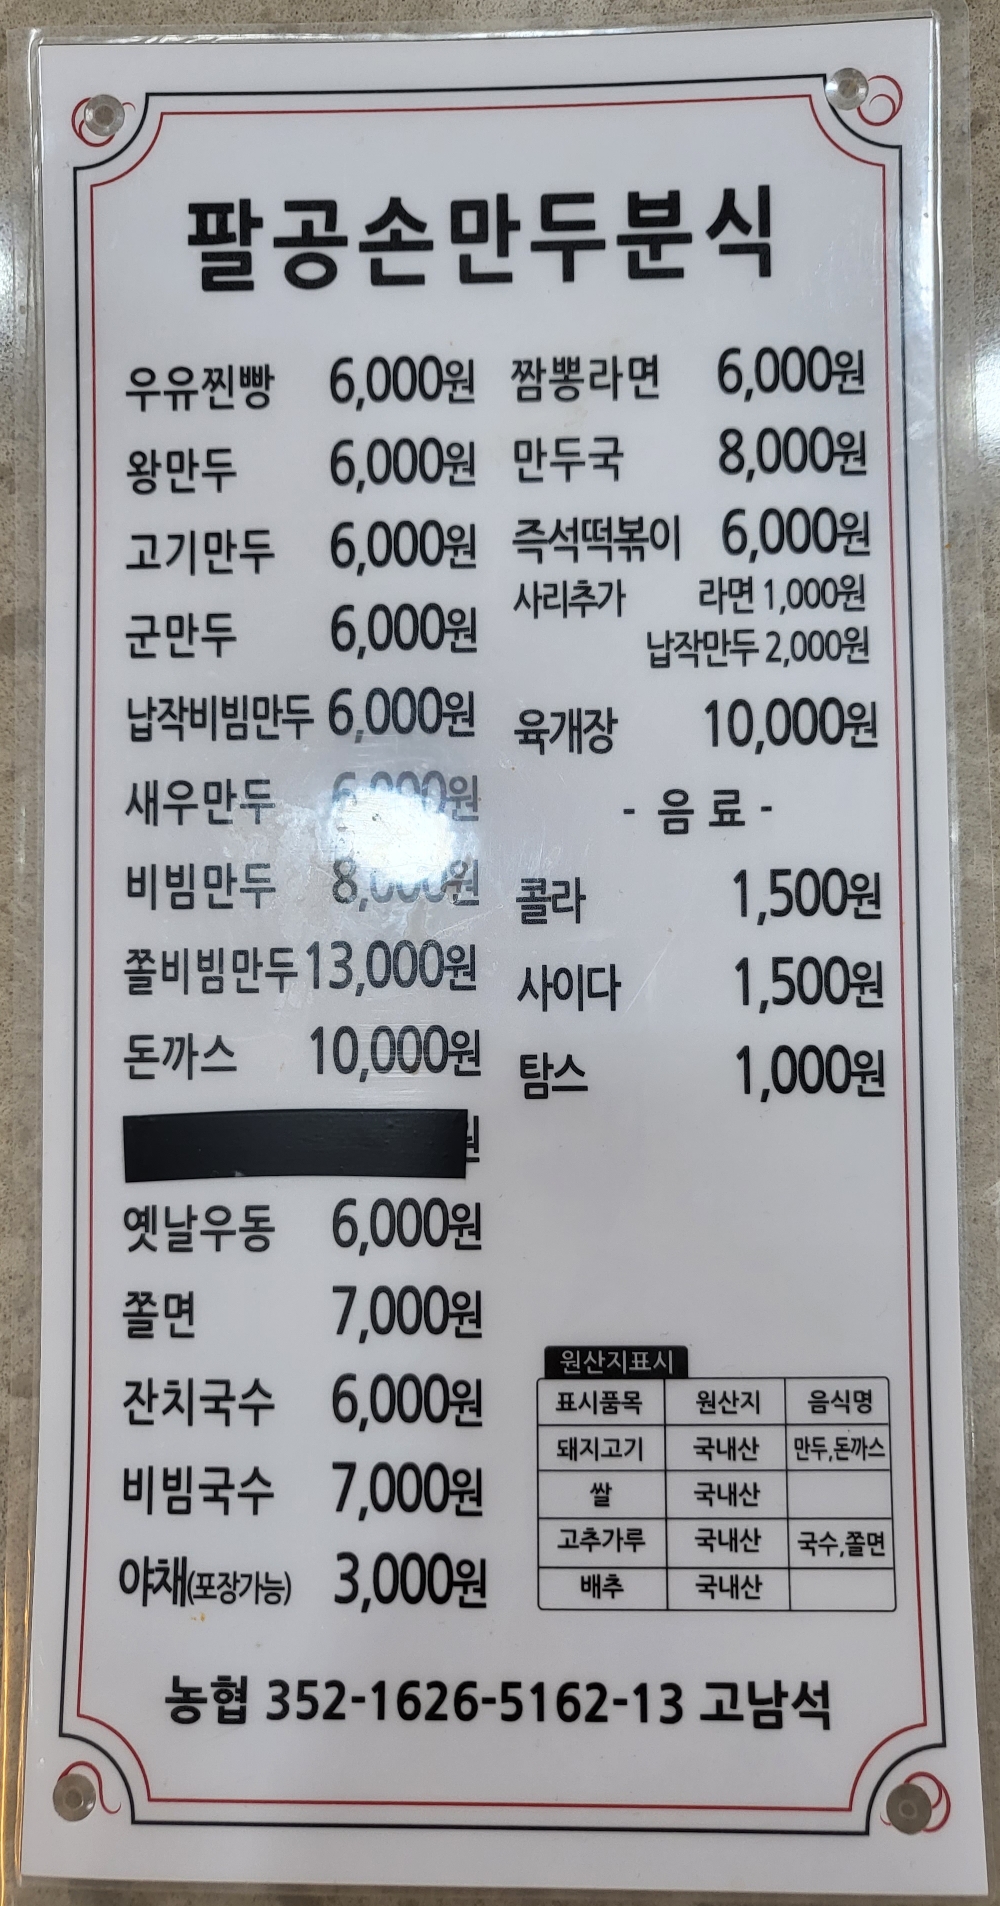 팔공손만두분식
우유찐빵 6,000원
왕만두 6,000원
고기만두 6,000원
군만두 6,000원
납작비빔만두 6,000원
새우만두 6,000원
비빔만두 8,000원
쫄비빔만두 13,000원
돈까스 10,000원
원
옛날우동 6,000원
쫄면 7,000원
잔치국수 6,000원
비빔국수 7,000원
야채(포장가능) 3,000원
짬뽕라면 6,000원
만두국 8,000원
즉석떡볶이 6,000원
사리추가 라면 1,000원
납작만두 2,000원
육개장 10,000원
- 음 료 -
콜라 1,500원
사이다 1,500원
탐스 1,000원
원산지표시
표시품목 원산지 음식명
돼지고기 국내산 만두,돈까스
쌀 국내산
고추가루 국내산 국수,쫄면
배추 국내산
농협 352-1626-5162-13 고남석